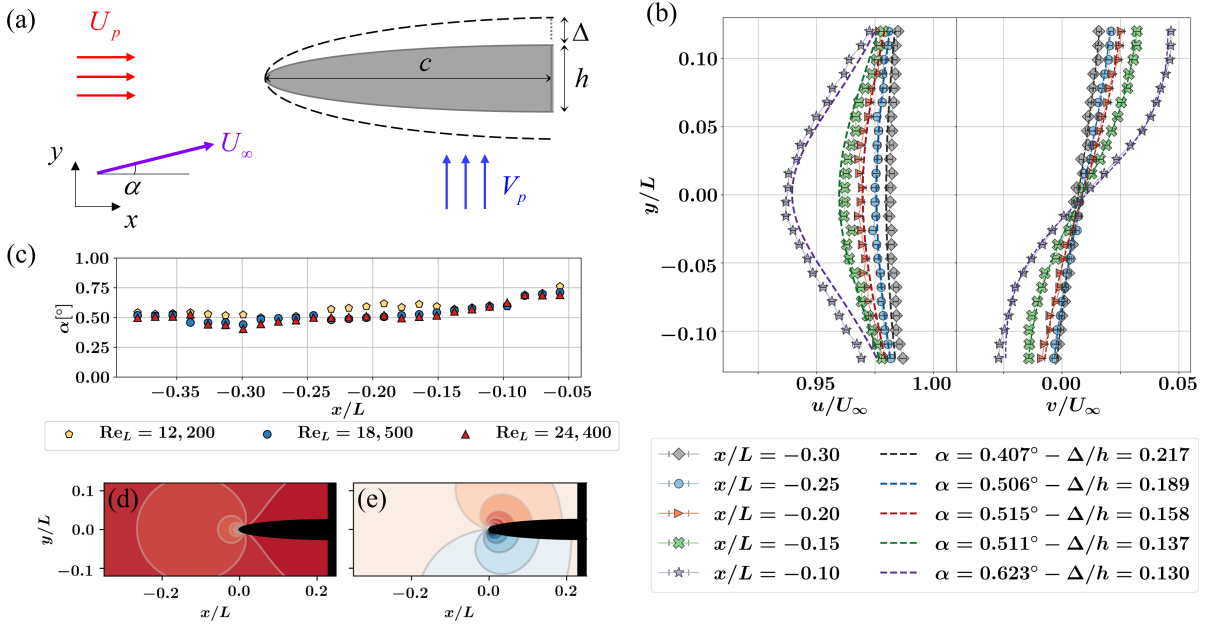 (a)
U_p
Δ
c
h
U_∞
y
α
x
V_p
(b)
0.10
0.05
0.00
−0.05
−0.10
y/L
0.95
1.00
0.00
0.05
u/U_∞
v/U_∞
x/L = −0.30
α = 0.407° − Δ/h = 0.217
x/L = −0.25
α = 0.506° − Δ/h = 0.189
x/L = −0.20
α = 0.515° − Δ/h = 0.158
x/L = −0.15
α = 0.511° − Δ/h = 0.137
x/L = −0.10
α = 0.623° − Δ/h = 0.130
(c)
1.00
0.75
0.50
0.25
0.00
α[°]
−0.35
−0.30
−0.25
−0.20
−0.15
−0.10
−0.05
x/L
Re_L = 12,200
Re_L = 18,500
Re_L = 24,400
(d)
0.0
−0.1
y/L
−0.2
0.0
0.2
x/L
(e)
0.0
−0.1
−0.2
0.0
0.2
x/L